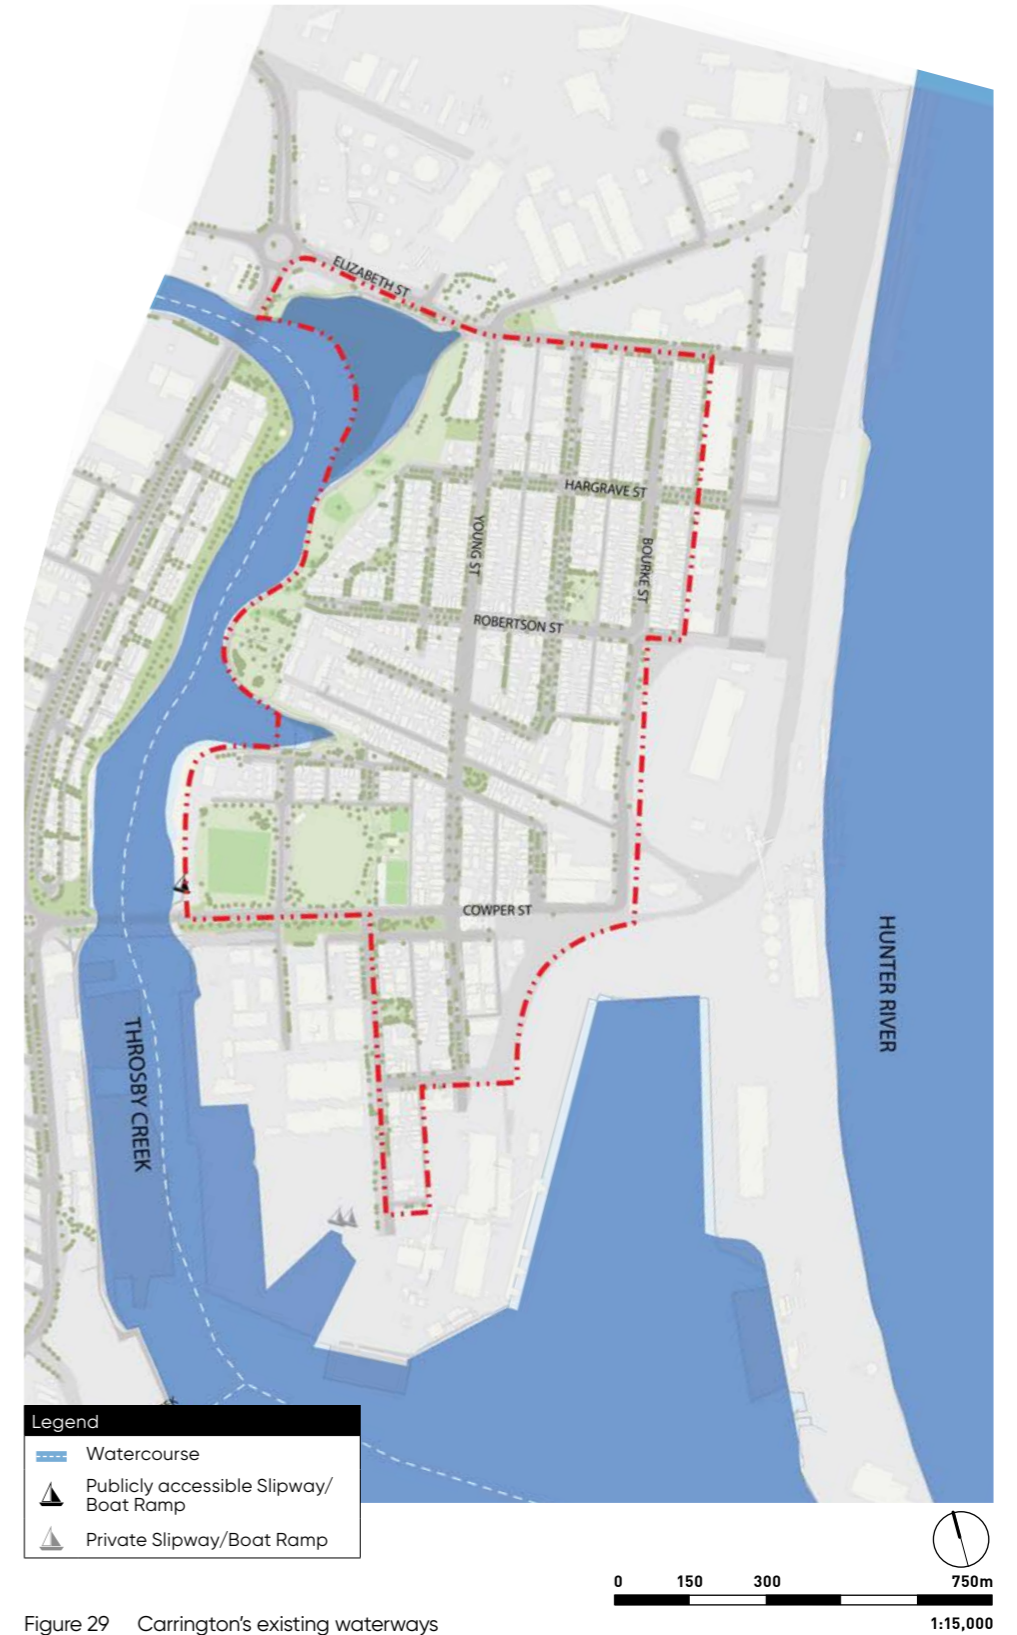 ELIZABETH ST
HARGRAVE ST
YOUNG ST
BOURKE ST
ROBERTSON ST
COWPER ST
HUNTER RIVER
THROSBY CREEK
Legend
Watercourse
Publicly accessible Slipway/
Boat Ramp
Private Slipway/Boat Ramp
0 150 300 750m
1:15,000
Figure 29 Carrington's existing waterways